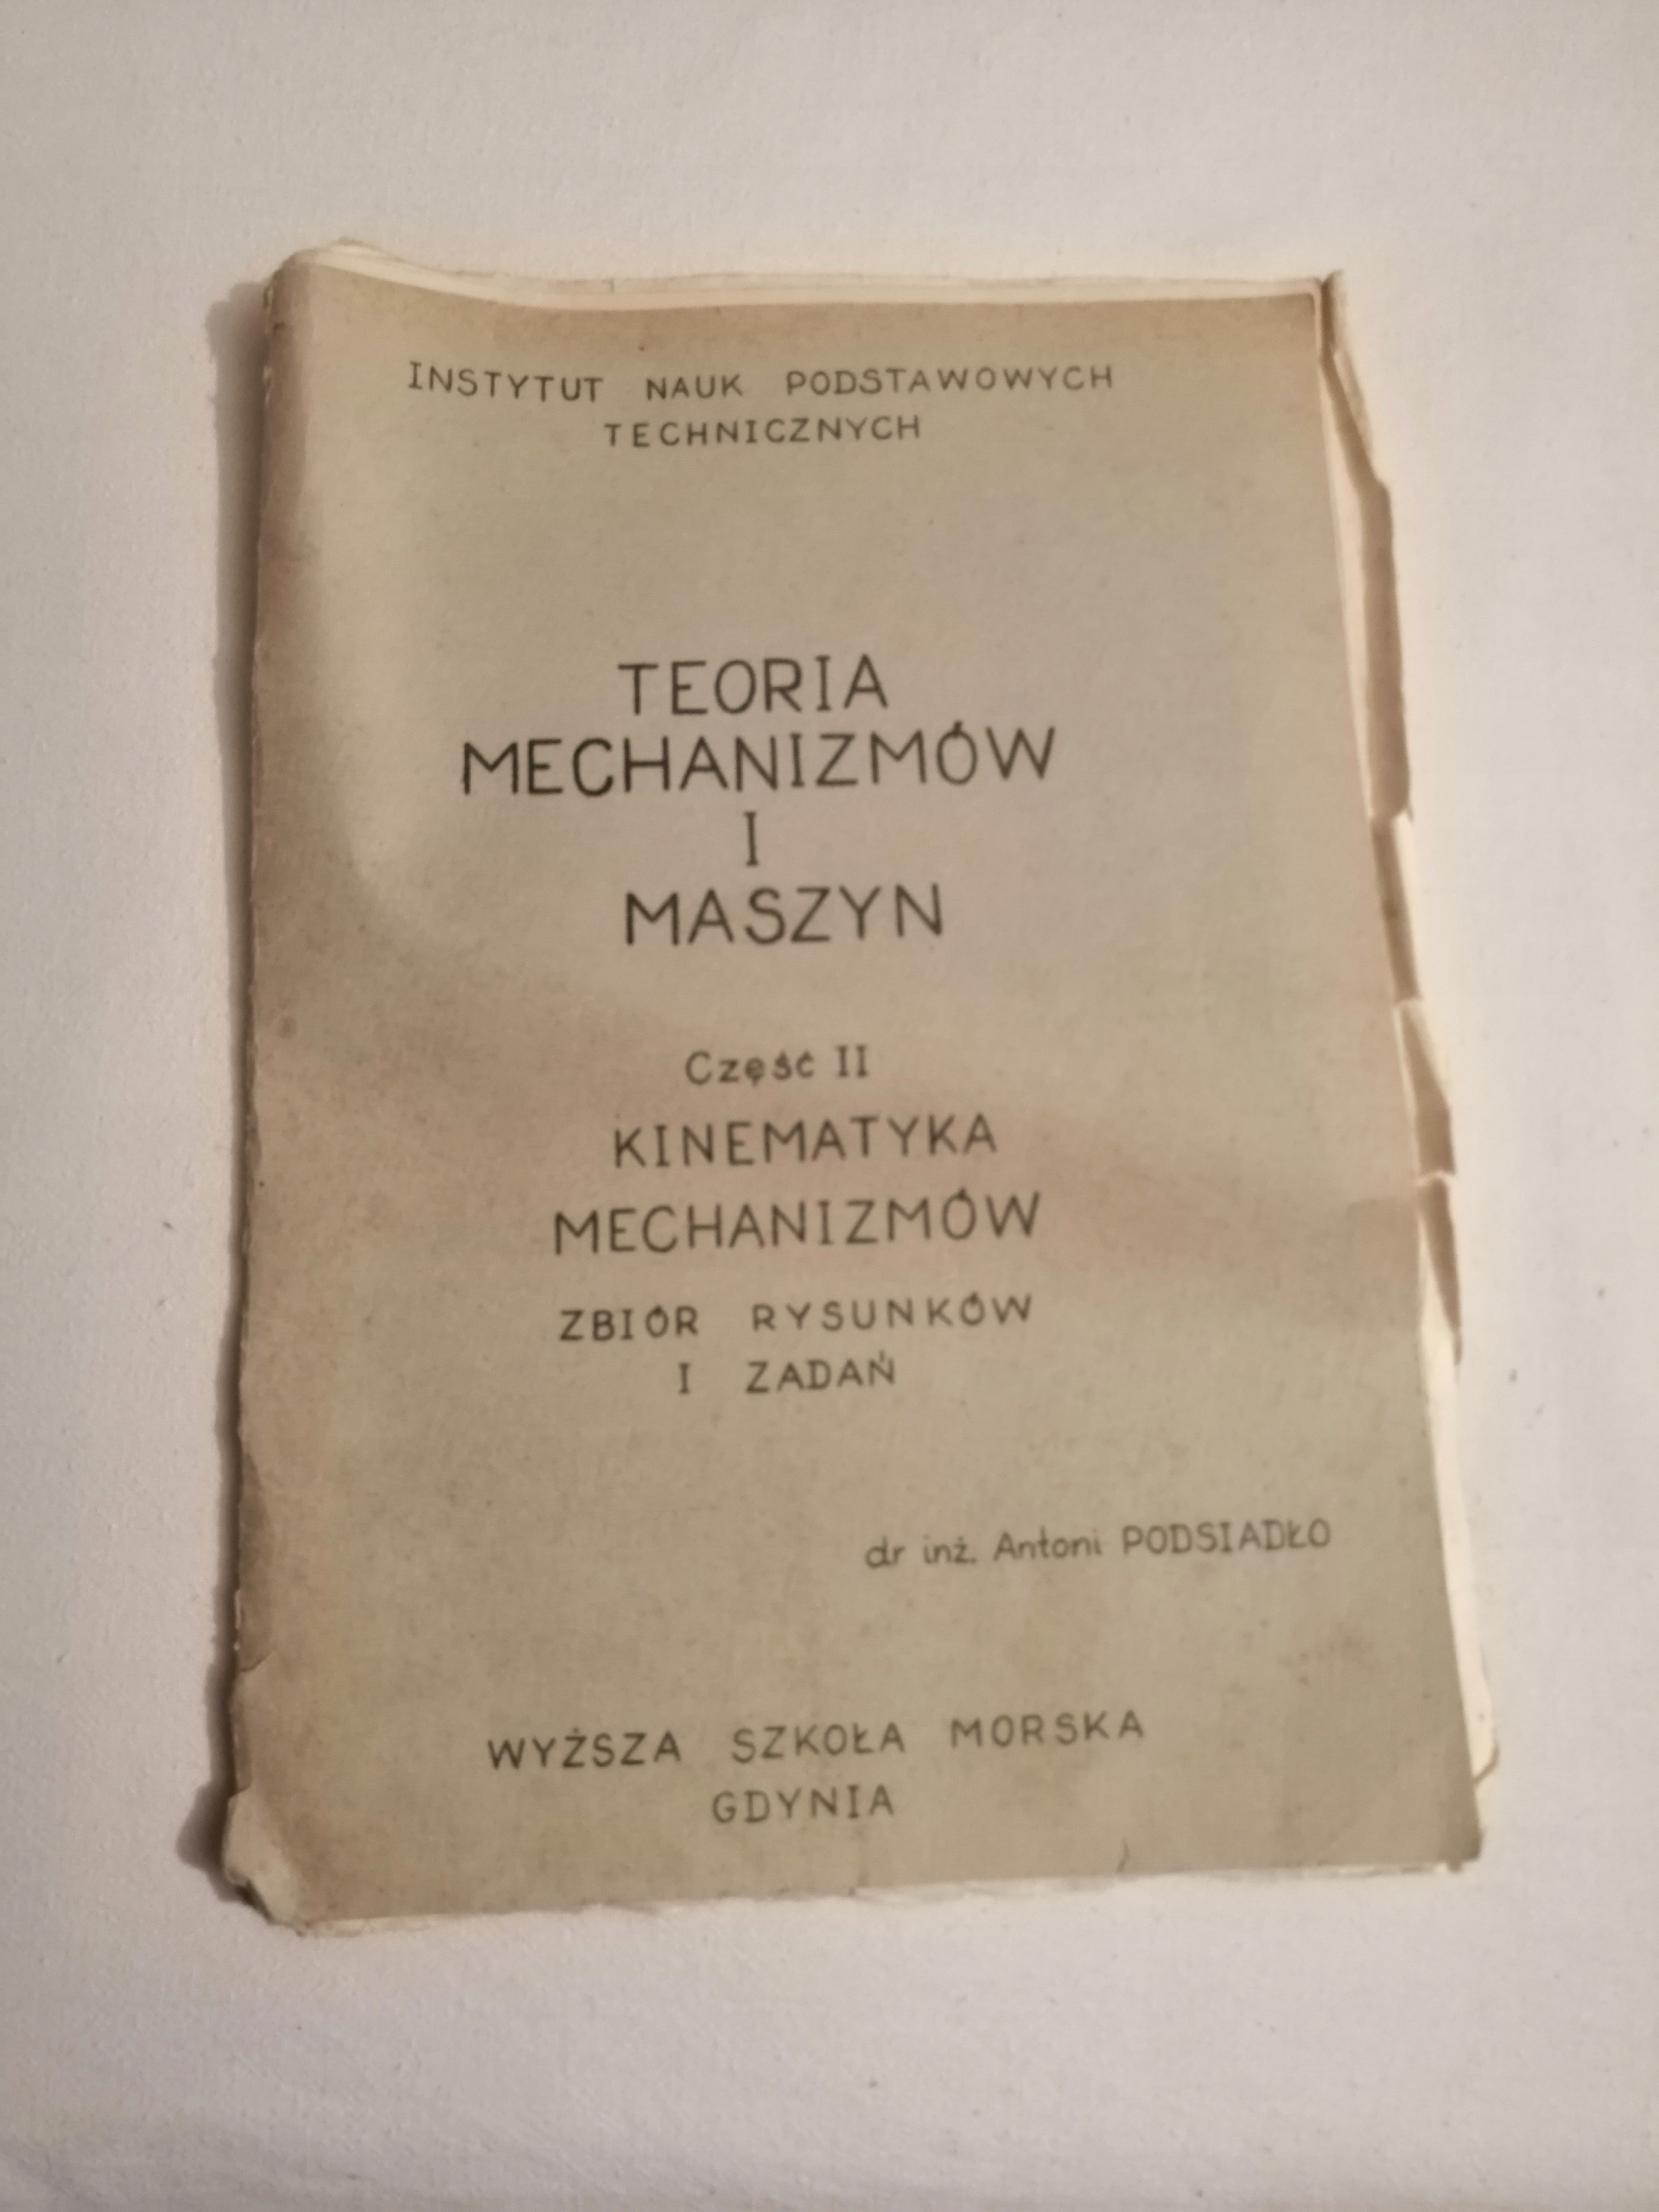 INSTYTUT NAUK PODSTAWOWYCH
TECHNICZNYCH
TEORIA
MECHANIZMÓW
I
MASZYN
Część II
KINEMATYKA
MECHANIZMÓW
ZBIÓR RYSUNKÓW
I ZADAŃ
dr inż. Antoni PODSIADŁO
WYŻSZA SZKOŁA MORSKA
GDYNIA